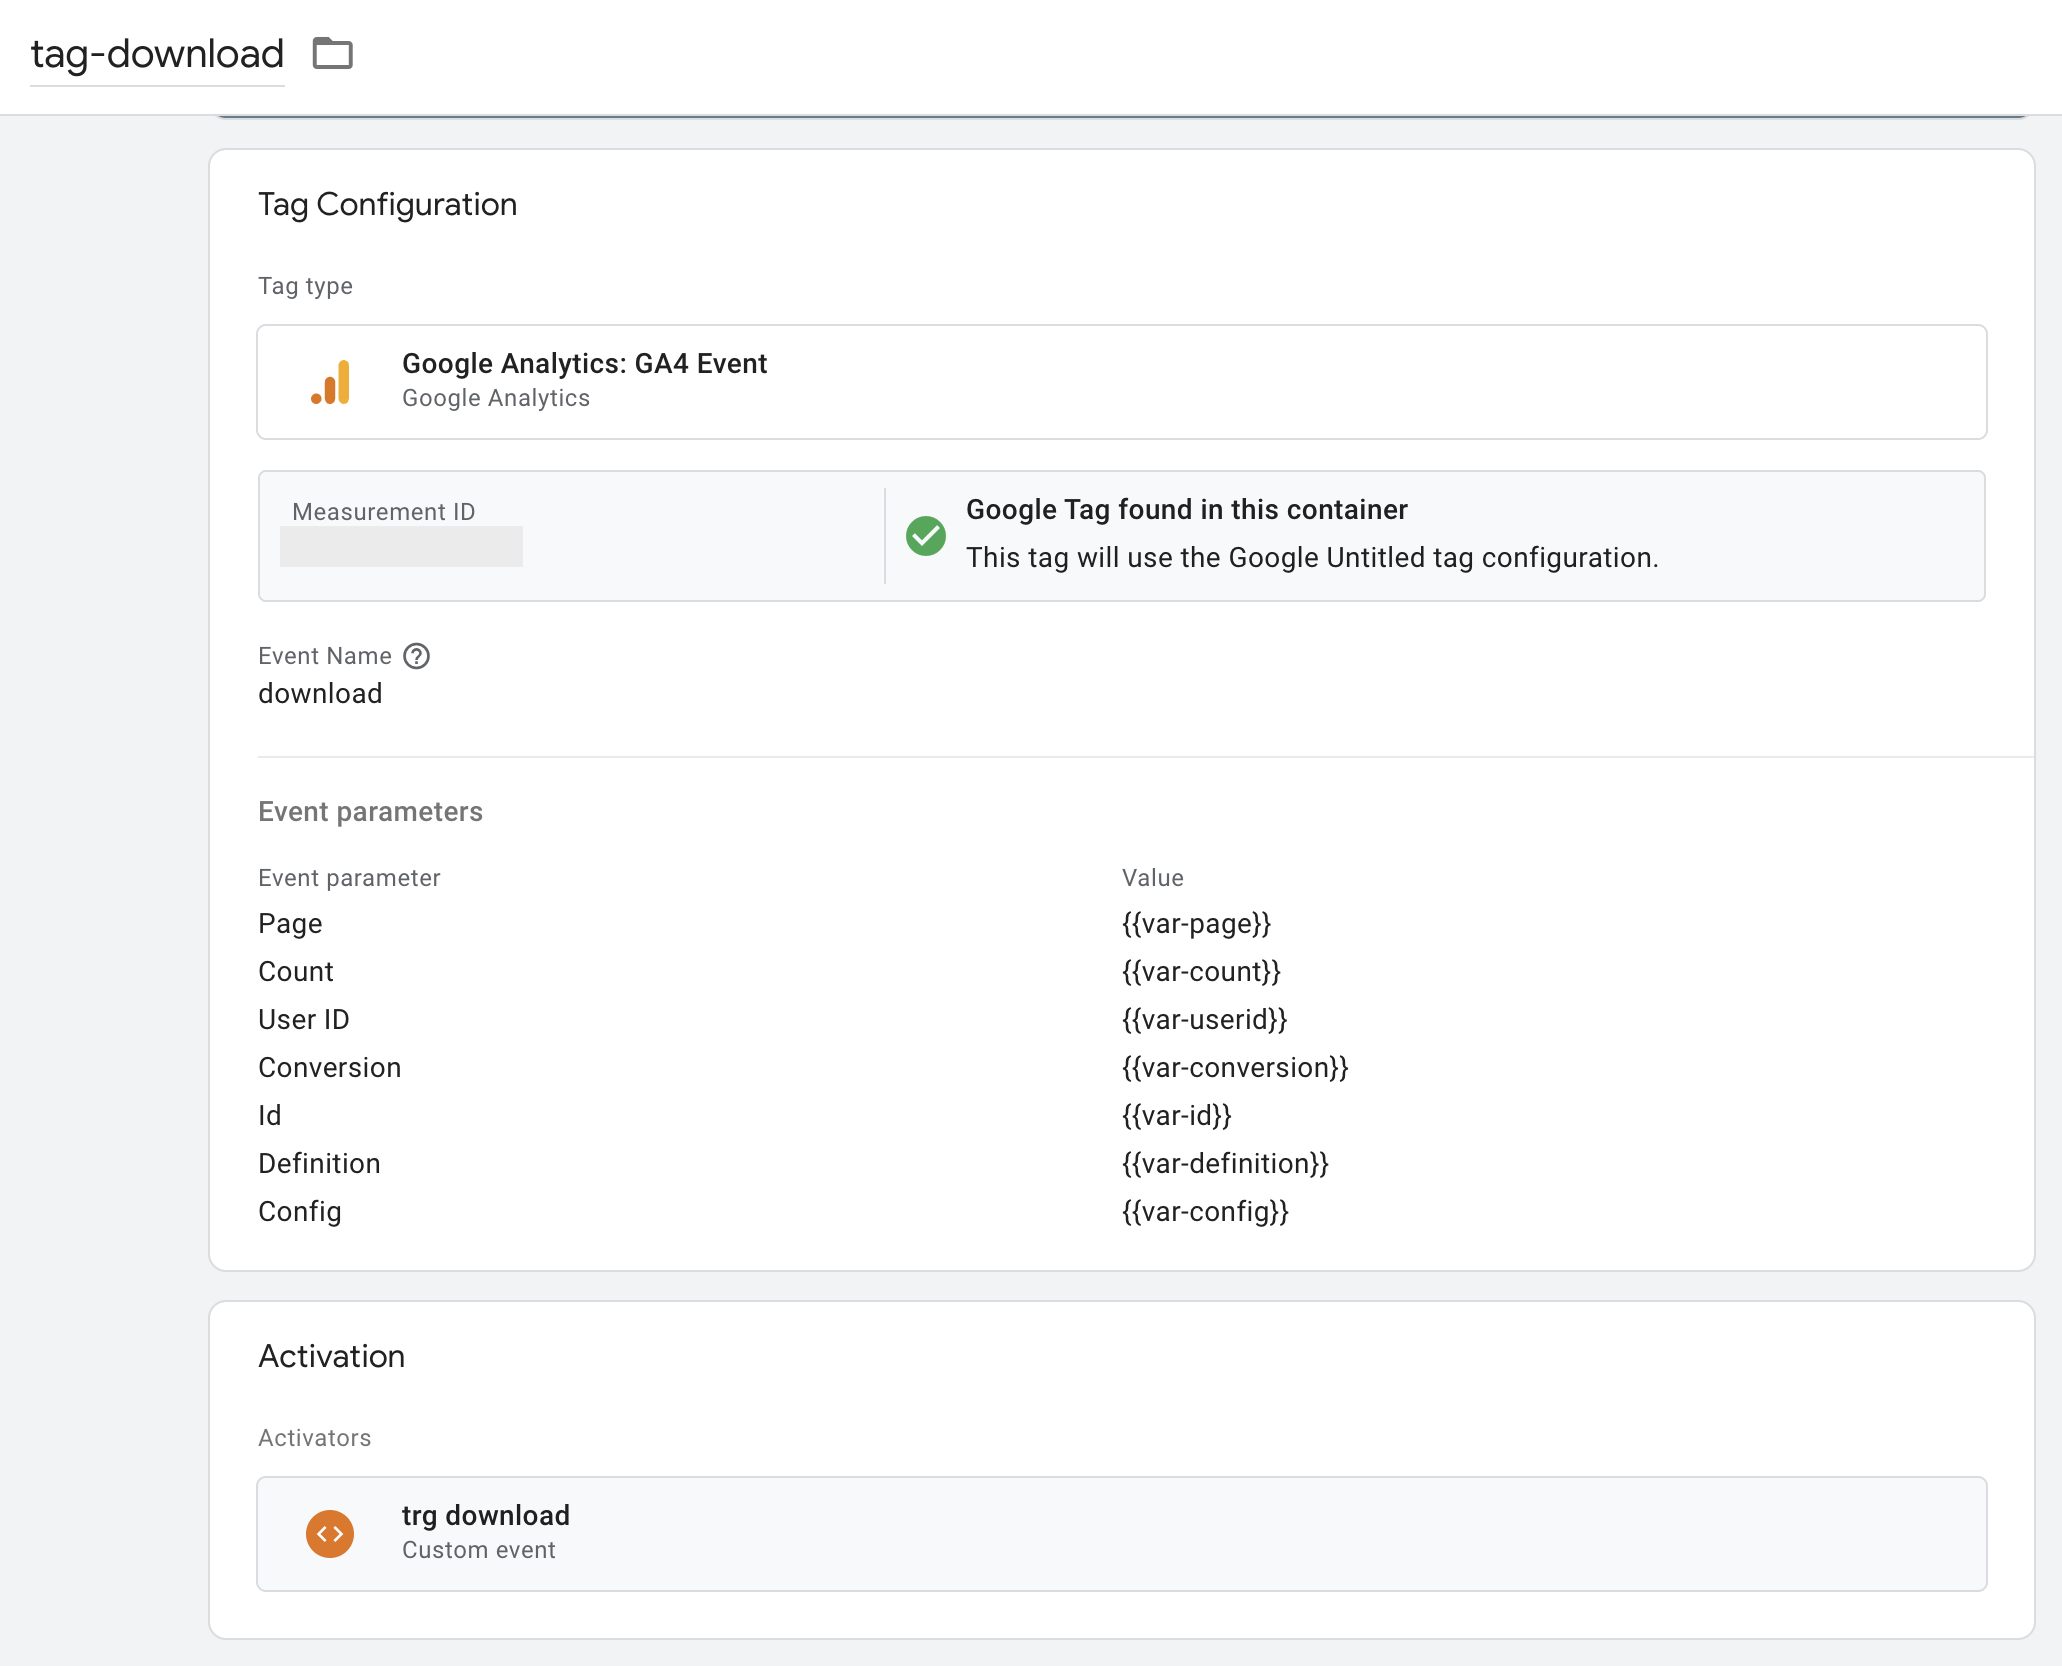 tag-download
Tag Configuration
Tag type
Google Analytics: GA4 Event
Google Analytics
Measurement ID
Google Tag found in this container
This tag will use the Google Untitled tag configuration.
Event Name
download
Event parameters
Event parameter Value
Page {{var-page}}
Count {{var-count}}
User ID {{var-userid}}
Conversion {{var-conversion}}
Id {{var-id}}
Definition {{var-definition}}
Config {{var-config}}
Activation
Activators
trg download
Custom event